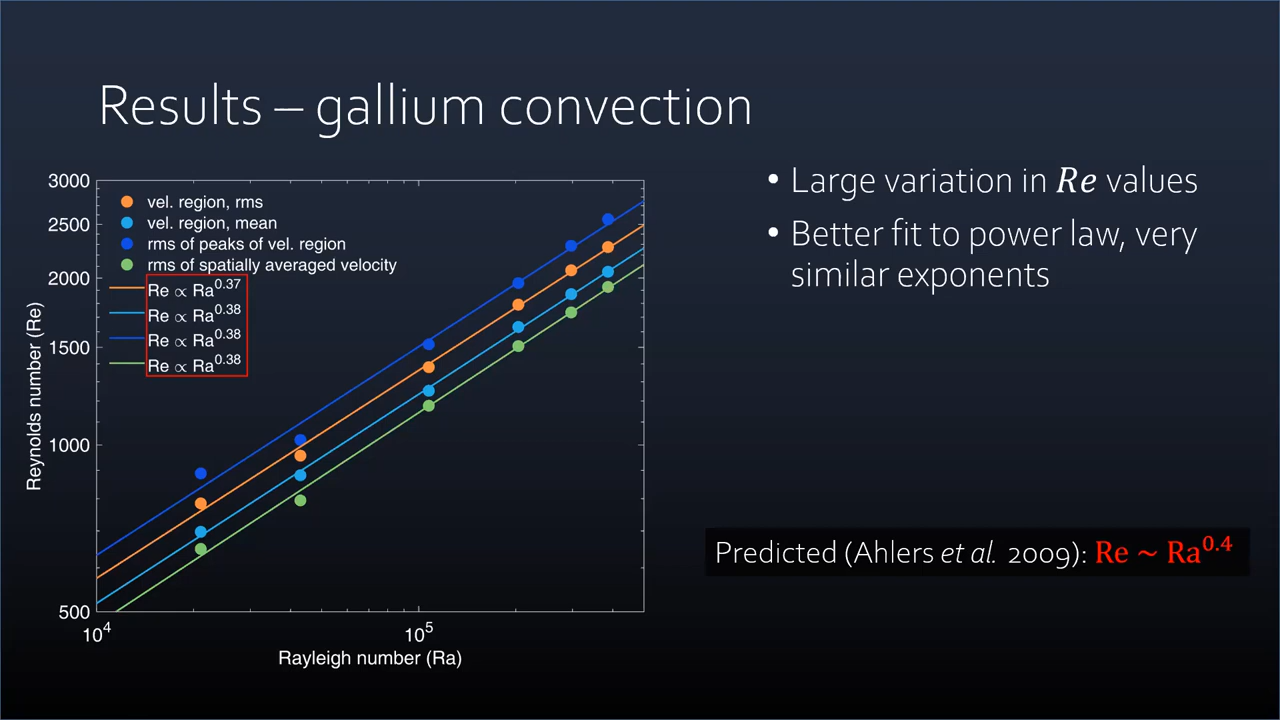 Results – gallium convection
3000
2500
2000
1500
1000
500
Reynolds number (Re)
vel. region, rms
vel. region, mean
rms of peaks of vel. region
rms of spatially averaged velocity
Re ∝ Ra^0.37
Re ∝ Ra^0.38
Re ∝ Ra^0.38
Re ∝ Ra^0.38
10^4
10^5
Rayleigh number (Ra)
• Large variation in Re values
• Better fit to power law, very
similar exponents
Predicted (Ahlers et al. 2009): Re ~ Ra^0.4